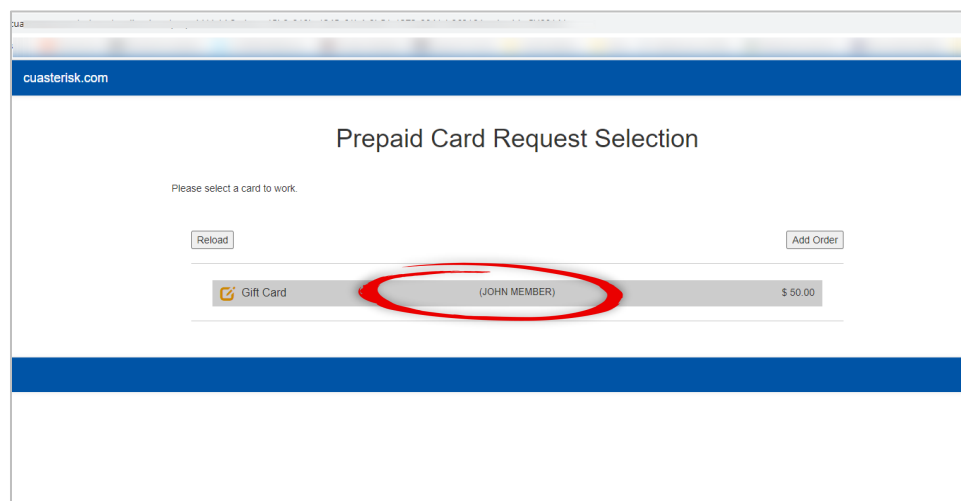 cuasterisk.com
Prepaid Card Request Selection
Please select a card to work.
Reload Add Order
Gift Card (JOHN MEMBER) $ 50.00